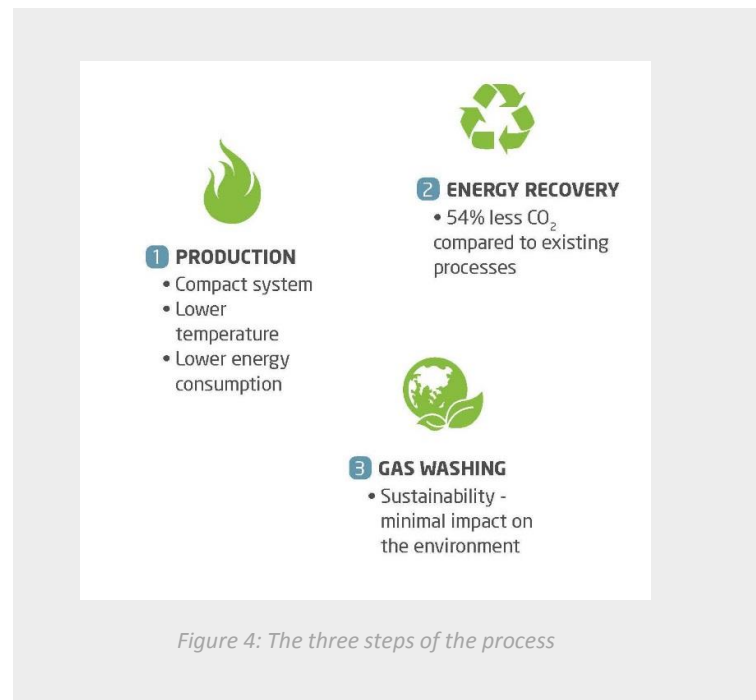 1 PRODUCTION
• Compact system
• Lower
temperature
• Lower energy
consumption
2 ENERGY RECOVERY
• 54% less CO₂
compared to existing
processes
3 GAS WASHING
• Sustainability -
minimal impact on
the environment
Figure 4: The three steps of the process